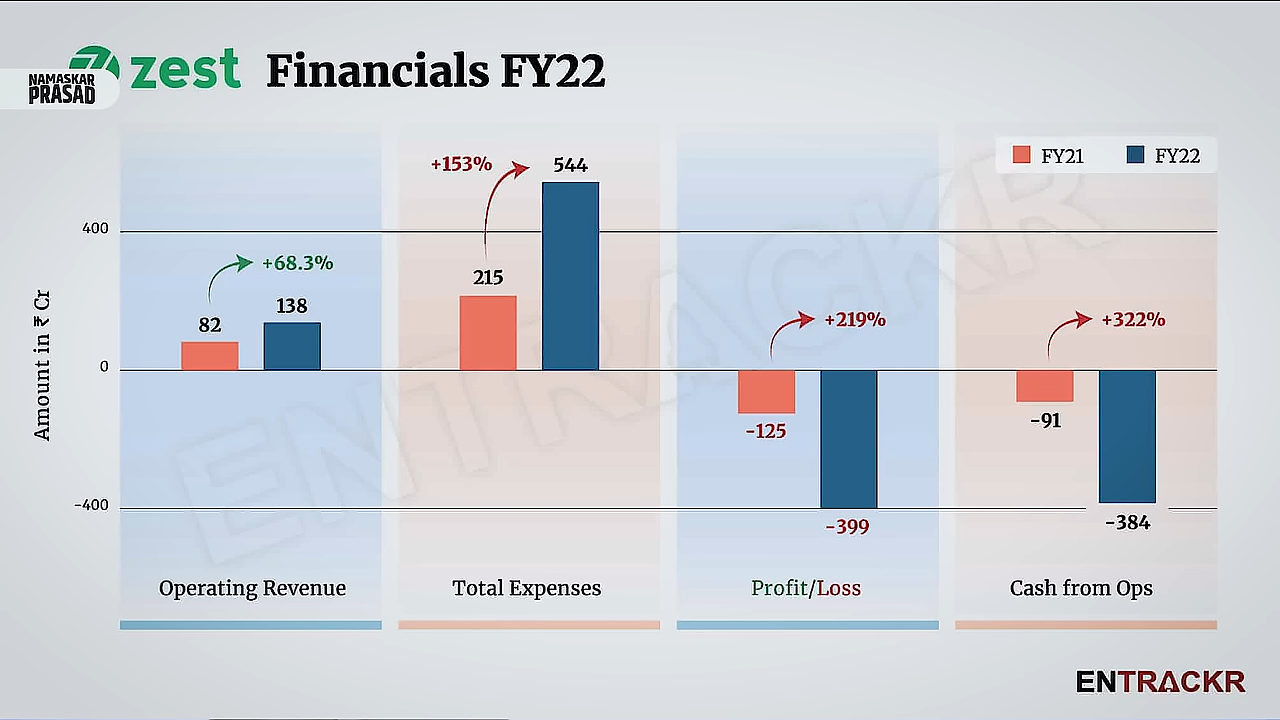 zest Financials FY22
NAMASKAR
PRASAD
FY21 FY22
+153% 544
400
+68.3%
215
138
82
+219%
+322%
0
Amount in ₹ Cr
-125
-91
-400
-399
-384
Operating Revenue
Total Expenses
Profit/Loss
Cash from Ops
ENTRACKR
ENTRACKR